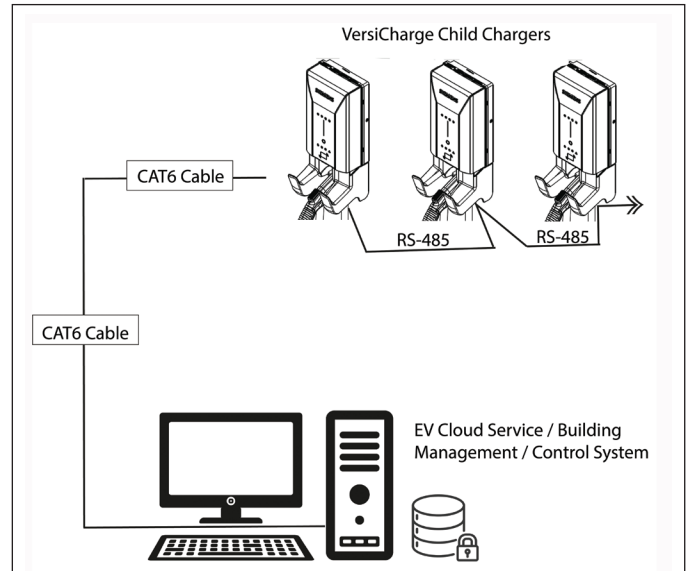 VersiCharge Child Chargers
CAT6 Cable
RS-485
RS-485
CAT6 Cable
EV Cloud Service / Building
Management / Control System